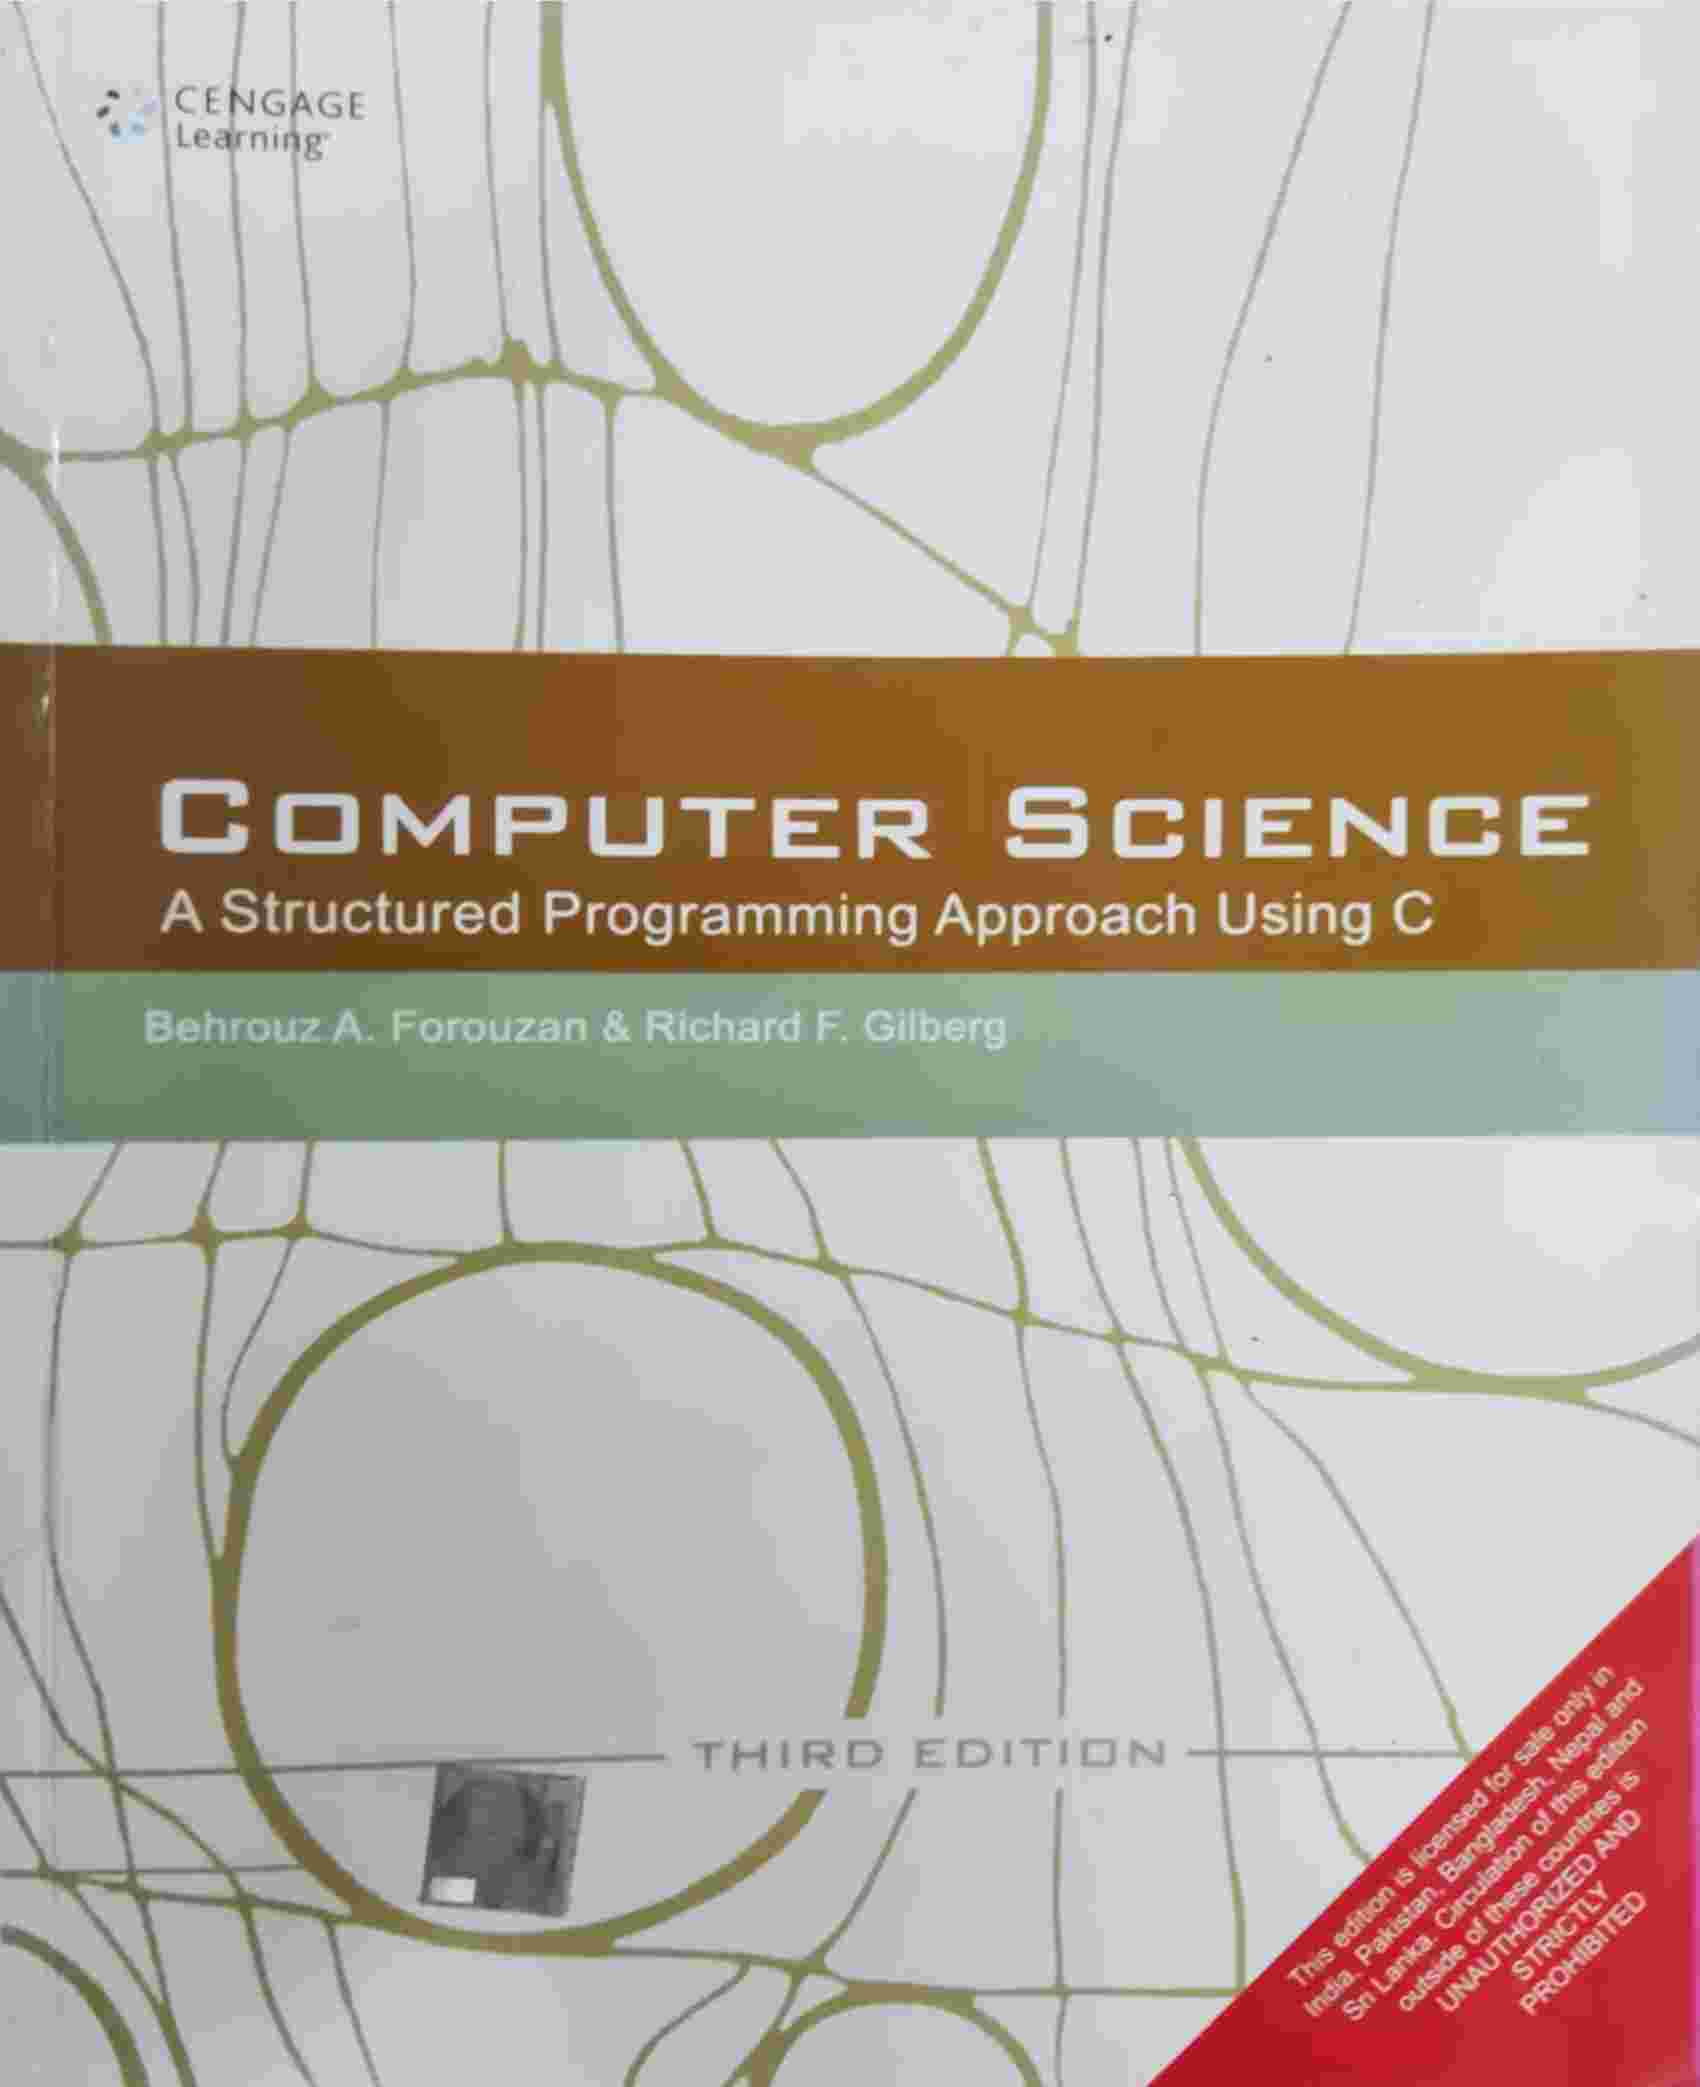 CENGAGE
Learning
COMPUTER SCIENCE
A Structured Programming Approach Using C
Behrouz A. Forouzan & Richard F. Gilberg
THIRD EDITION
This edition is licensed for sale only in
India, Pakistan, Bangladesh, Nepal and
Sri Lanka. Circulation of this edition
outside of these countries is
UNAUTHORIZED AND
STRICTLY
PROHIBITED